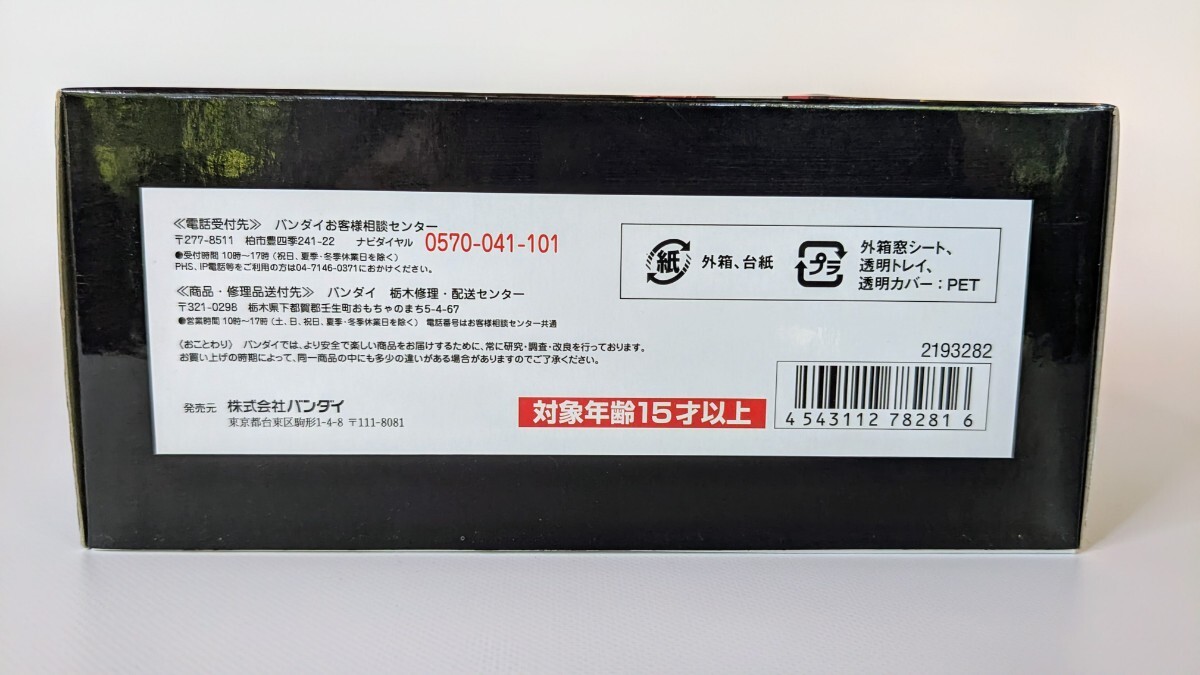 ≪電話受付先≫ バンダイお客様相談センター
〒277-8511 柏市豊四季241-22 ナビダイヤル 0570-041-101
●受付時間 10時〜17時(祝日、夏季・冬季休業日を除く)
PHS、IP電話等をご利用の方は04-7146-0371におかけください。
≪商品・修理品送付先≫ バンダイ 栃木修理・配送センター
〒321-0298 栃木県下都賀郡壬生町おもちゃのまち5-4-67
●営業時間 10時〜17時(土、日、祝日、夏季・冬季休業日を除く) 電話番号はお客様相談センター共通
《おことわり》 バンダイでは、より安全で楽しい商品をお届けするために、常に研究・調査・改良を行っております。
お買い上げの時期によって、同一商品の中にも多少の違いがある場合がありますのでご了承ください。
発売元 株式会社バンダイ
東京都台東区駒形1-4-8 〒111-8081
対象年齢15才以上
紙 外箱、台紙
プラ 外箱窓シート、
透明トレイ、
透明カバー:PET
2193282
4 543112 782816